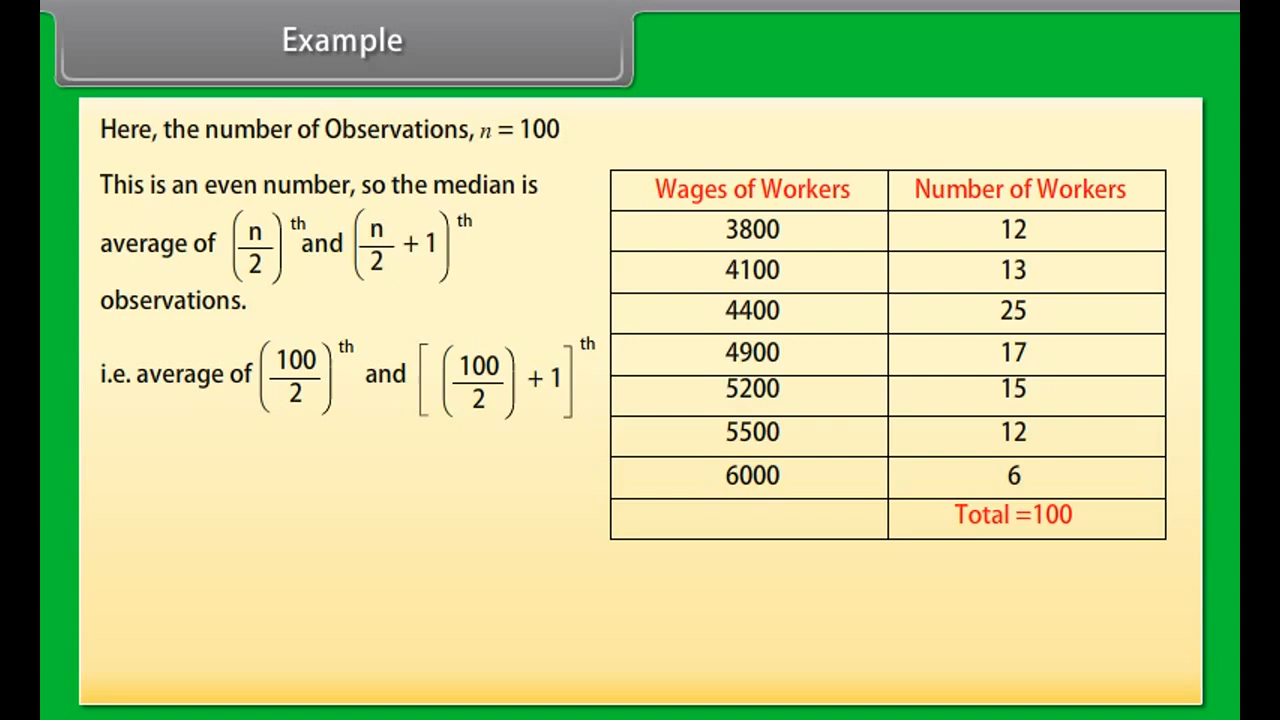 Example
Here, the number of Observations, n = 100
This is an even number, so the median is
average of (n/2)th and (n/2 + 1)th
observations.
i.e. average of (100/2)th and [(100/2) + 1]th
Wages of Workers Number of Workers
3800 12
4100 13
4400 25
4900 17
5200 15
5500 12
6000 6
Total =100